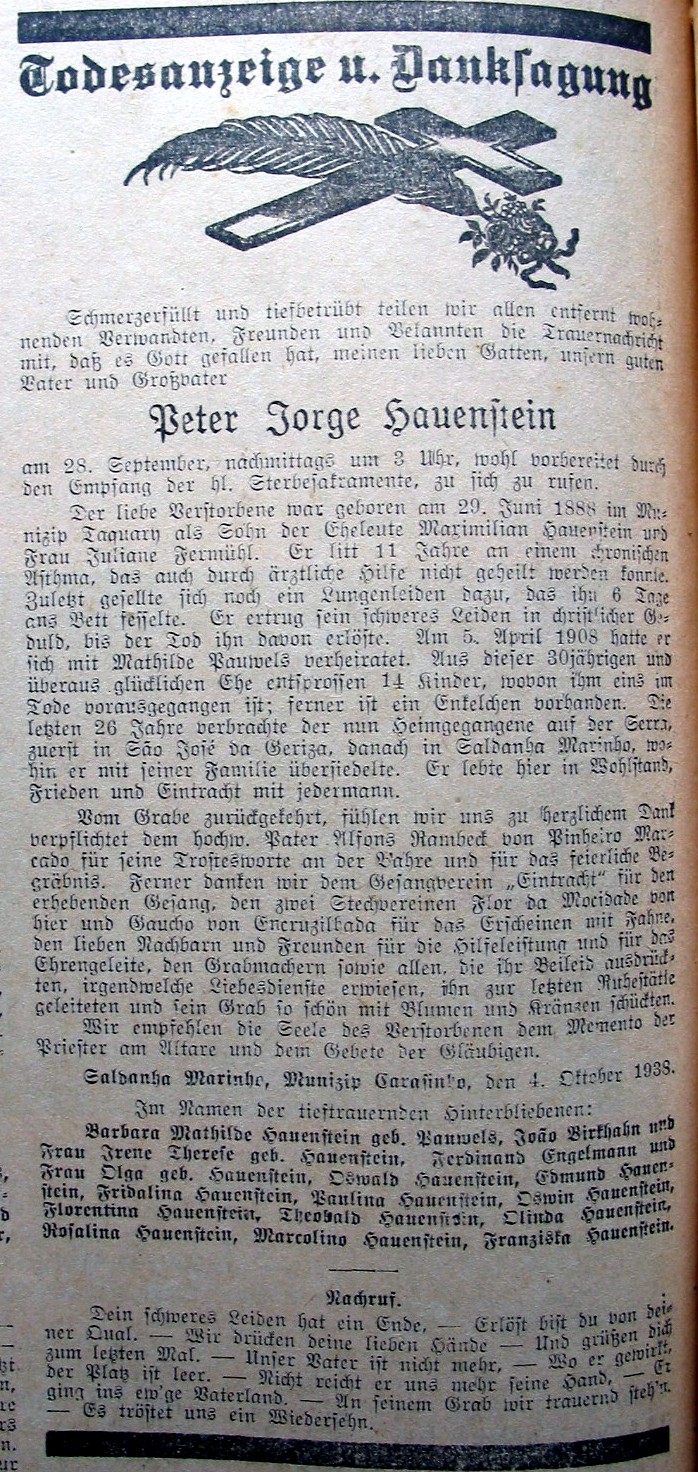 Todesanzeige u. Danksagung
Schmerzerfüllt und tiefbetrübt teilen wir allen entfernt woh-
nenden Verwandten, Freunden und Bekannten die Trauernachricht
mit, daß es Gott gefallen hat, meinen lieben Gatten, unsern guten
Vater und Großvater
Peter Jorge Hauenstein
am 28. September, nachmittags um 3 Uhr, wohl vorbereitet durch
den Empfang der hl. Sterbesakramente, zu sich zu rufen.
Der liebe Verstorbene war geboren am 29. Juni 1888 im Mu-
nizip Taquary als Sohn der Eheleute Maximilian Hauenstein und
Frau Juliane Fermühl. Er litt 11 Jahre an einem chronischen
Asthma, das auch durch ärztliche Hilfe nicht geheilt werden konnte.
Zuletzt gesellte sich noch ein Lungenleiden dazu, das ihn 6 Tage
ans Bett fesselte. Er ertrug sein schweres Leiden in christlicher Ge-
duld, bis der Tod ihn davon erlöste. Am 5. April 1908 hatte er
sich mit Mathilde Pauwels verheiratet. Aus dieser 30jährigen und
überaus glücklichen Ehe entsprossen 14 Kinder, wovon ihm eins im
Tode vorausgegangen ist; ferner ist ein Enkelchen vorhanden. Die
letzten 26 Jahre verbrachte der nun Heimgegangene auf der Serra,
zuerst in São José da Geriza, danach in Saldanha Marinho, wo-
hin er mit seiner Familie übersiedelte. Er lebte hier in Wohlstand,
Frieden und Eintracht mit jedermann.
Vom Grabe zurückgekehrt, fühlen wir uns zu herzlichem Dank
verpflichtet dem hochw. Pater Alfons Rambeck von Pinheiro Mar-
cado für seine Trostesworte an der Bahre und für das feierliche Be-
gräbnis. Ferner danken wir dem Gesangverein „Eintracht“ für den
erhebenden Gesang, den zwei Stechvereinen Flor da Mocidade von
hier und Gaucho von Encruzilhada für das Erscheinen mit Fahne,
den lieben Nachbarn und Freunden für die Hilfeleistung und für das
Ehrengeleite, den Grabmachern sowie allen, die ihr Beileid ausdrück-
ten, irgendwelche Liebesdienste erwiesen, ihn zur letzten Ruhestätte
geleiteten und sein Grab so schön mit Blumen und Kränzen schückten.
Wir empfehlen die Seele des Verstorbenen dem Memento der
Priester am Altare und dem Gebete der Gläubigen.
Saldanha Marinho, Munizip Carasinho, den 4. Oktober 1938.
Im Namen der tieftrauernden Hinterbliebenen:
Barbara Mathilde Hauenstein geb. Pauwels, João Birkhahn und
Frau Irene Therese geb. Hauenstein, Ferdinand Engelmann und
Frau Olga geb. Hauenstein, Oswald Hauenstein, Edmund Hauen-
stein, Fridalina Hauenstein, Paulina Hauenstein, Oswin Hauenstein,
Florentina Hauenstein, Theobald Hauenstein, Olinda Hauenstein,
Rosalina Hauenstein, Marcolino Hauenstein, Franziska Hauenstein.
Nachruf.
Dein schweres Leiden hat ein Ende, — Erlöst bist du von dei-
ner Qual. — Wir drücken deine lieben Hände — Und grüßen dich
zum letzten Mal. — Unser Vater ist nicht mehr, — Wo er gewirkt,
der Platz ist leer. — Nicht reicht er uns mehr seine Hand, — Er
ging ins ew'ge Vaterland. — An seinem Grab wir trauernd steh'n.
— Es tröstet uns ein Wiedersehn.